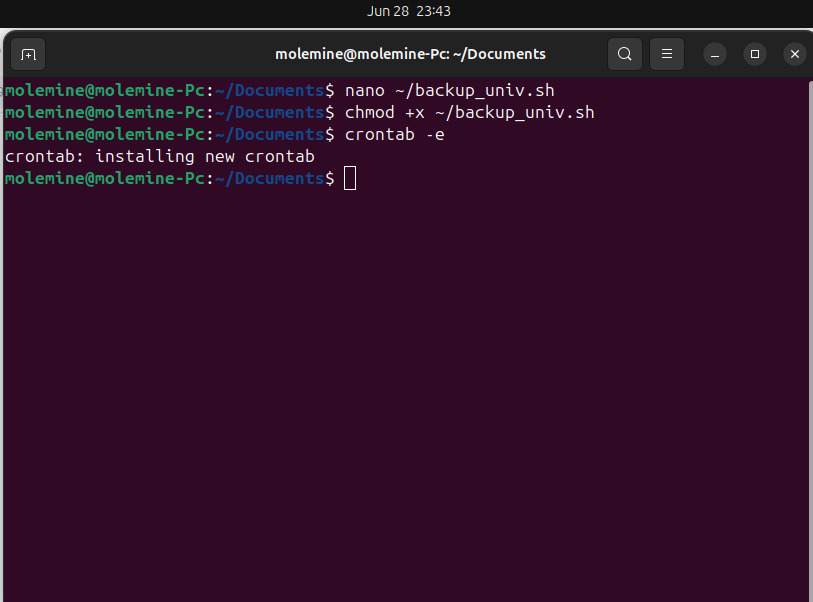 Jun 28 23:43
molemine@molemine-Pc: ~/Documents
molemine@molemine-Pc:~/Documents$ nano ~/backup_univ.sh
molemine@molemine-Pc:~/Documents$ chmod +x ~/backup_univ.sh
molemine@molemine-Pc:~/Documents$ crontab -e
crontab: installing new crontab
molemine@molemine-Pc:~/Documents$